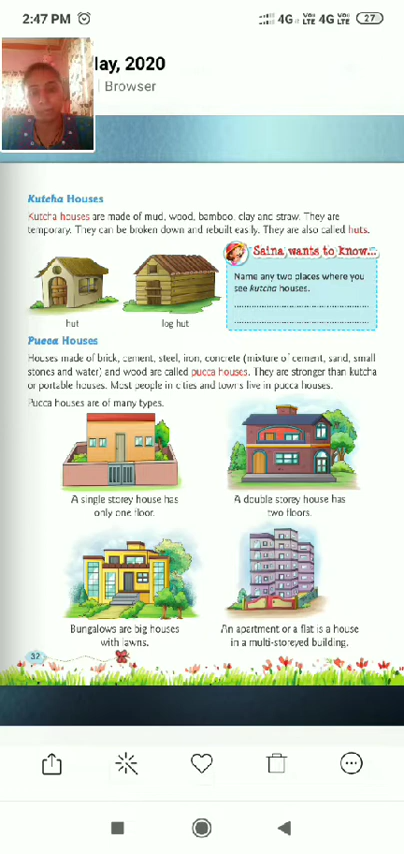 2:47 PM
4G VoLTE 4G VoLTE 27
lay, 2020
Browser
Kutcha Houses
Kutcha houses are made of mud, wood, bamboo, clay and straw. They are
temporary. They can be broken down and rebuilt easily. They are also called huts.
Saina wants to know...
Name any two places where you
see kutcha houses.
hut
log hut
Pucca Houses
Houses made of brick, cement, steel, iron, concrete (mixture of cement, sand, small
stones and water) and wood are called pucca houses. They are stronger than kutcha
or portable houses. Most people in cities and towns live in pucca houses.
Pucca houses are of many types.
A single storey house has
only one floor.
A double storey house has
two floors.
Bungalows are big houses
with lawns.
An apartment or a flat is a house
in a multi-storeyed building.
32